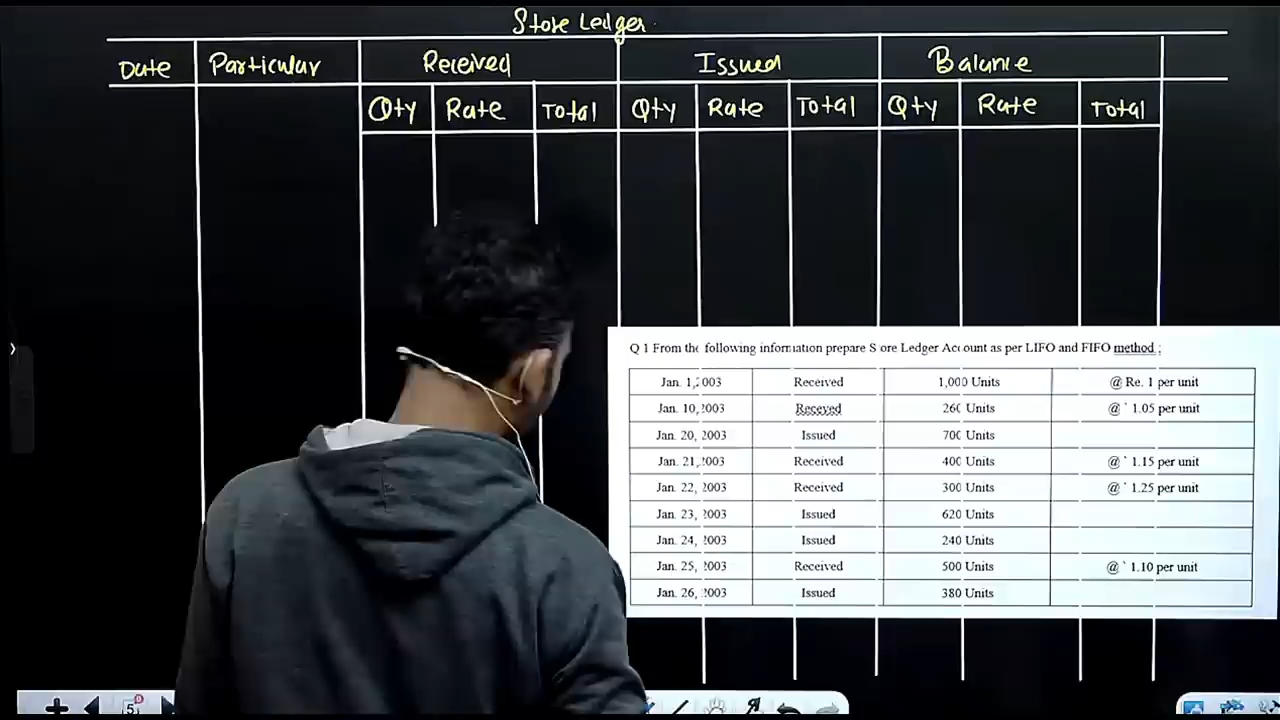 Store Ledger
Date Particular Received Issued Balance
Qty Rate Total Qty Rate Total Qty Rate Total
Q 1 From the following information prepare S ore Ledger Account as per LIFO and FIFO method ;
Jan. 1, 2003 Received 1,000 Units @ Re. 1 per unit
Jan. 10, 2003 Receved 260 Units @ ` 1.05 per unit
Jan. 20, 2003 Issued 700 Units
Jan. 21, 2003 Received 400 Units @ ` 1.15 per unit
Jan. 22, 2003 Received 300 Units @ ` 1.25 per unit
Jan. 23, 2003 Issued 620 Units
Jan. 24, 2003 Issued 240 Units
Jan. 25, 2003 Received 500 Units @ ` 1.10 per unit
Jan. 26, 2003 Issued 380 Units
5